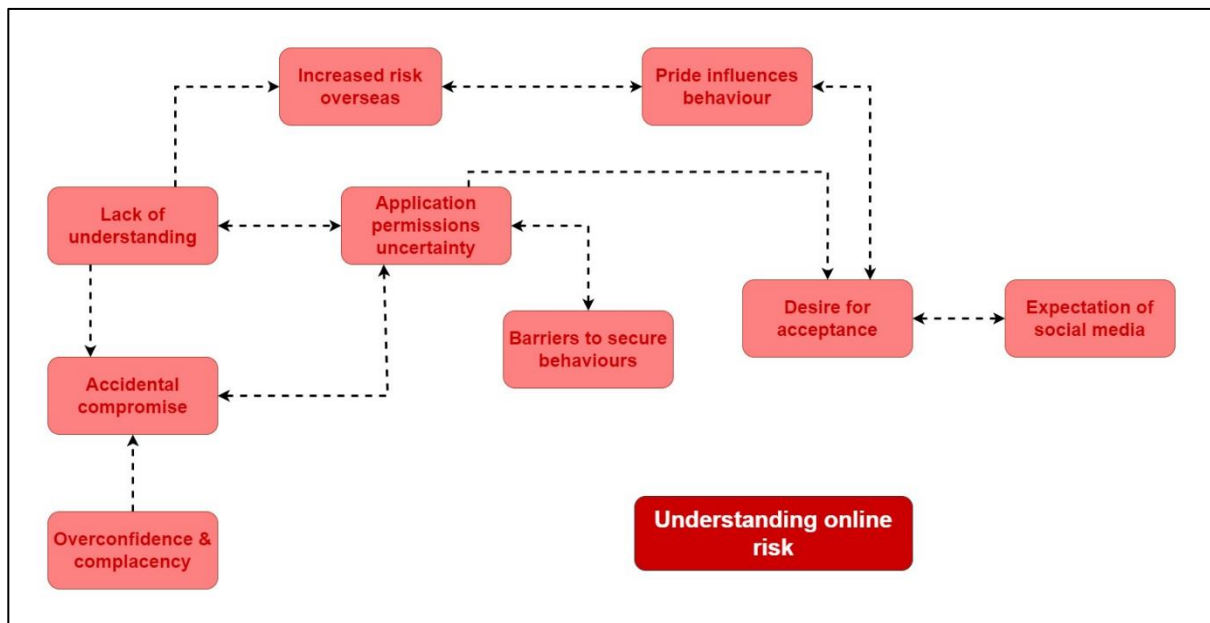 Increased risk
overseas
Pride influences
behaviour
Lack of
understanding
Application
permissions
uncertainty
Desire for
acceptance
Expectation of
social media
Barriers to secure
behaviours
Accidental
compromise
Overconfidence &
complacency
Understanding online
risk